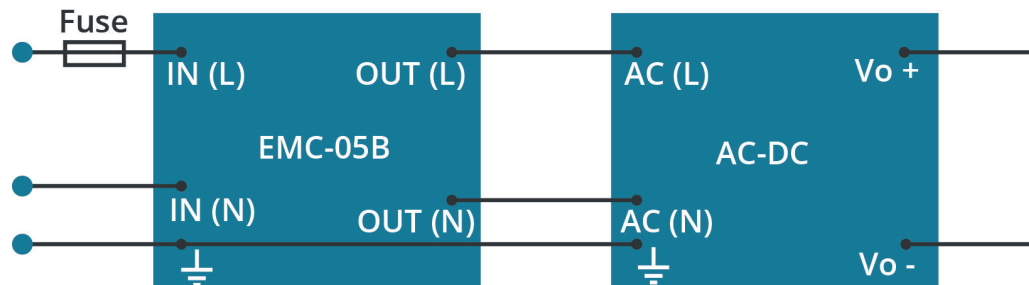 Fuse
IN (L)
OUT (L)
AC (L)
Vo +
EMC-05B
AC-DC
IN (N)
OUT (N)
AC (N)
Vo -